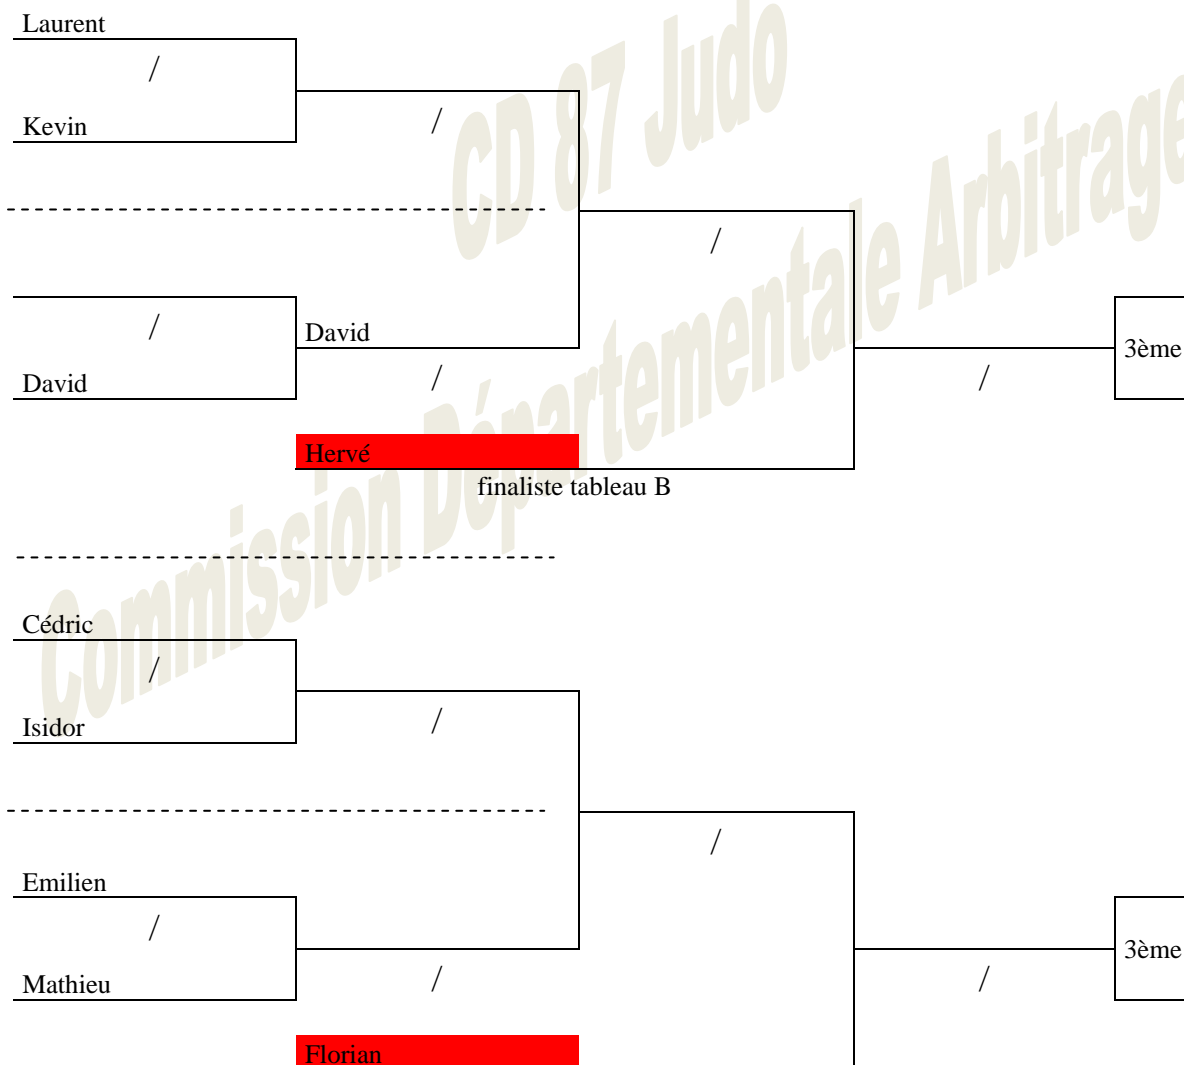 Laurent
/
Kevin
/
/
/
David
David
/
3ème
/
Hervé
finaliste tableau B
Cédric
/
Isidor
/
/
Emilien
/
Mathieu
/
3ème
/
Florian
CD 87 Judo
Commission Départementale Arbitrage